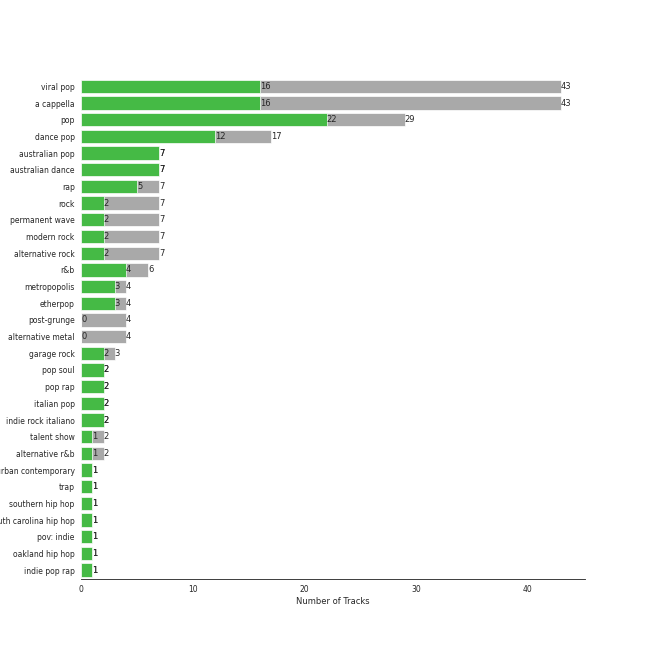 viral pop 16 43
a cappella 16 43
pop 22 29
dance pop 12 17
australian pop 7
australian dance 7
rap 5 7
rock 2 7
permanent wave 2 7
modern rock 2 7
alternative rock 2 7
r&b 4 6
metropopolis 3 4
etherpop 3 4
post-grunge 0 4
alternative metal 0 4
garage rock 2 3
pop soul 2
pop rap 2
italian pop 2
indie rock italiano 2
talent show 1 2
alternative r&b 1 2
rban contemporary 1
trap 1
southern hip hop 1
uth carolina hip hop 1
pov: indie 1
oakland hip hop 1
indie pop rap 1
0 10 20 30 40
Number of Tracks